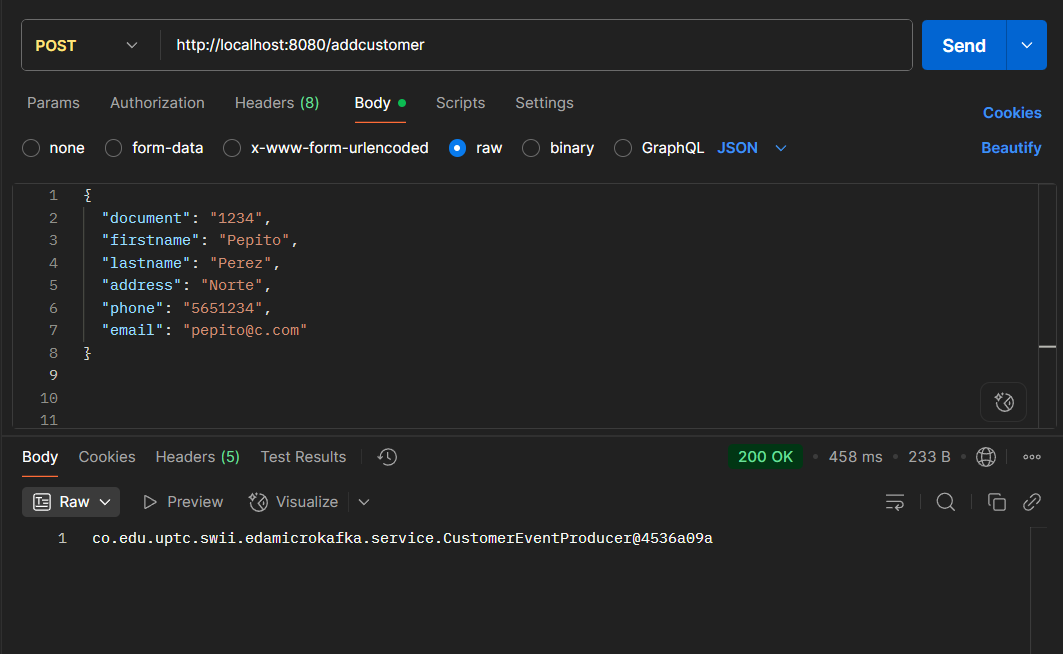 POST http://localhost:8080/addcustomer Send
Params Authorization Headers (8) Body Scripts Settings Cookies
none form-data x-www-form-urlencoded raw binary GraphQL JSON Beautify
1 {
2 "document": "1234",
3 "firstname": "Pepito",
4 "lastname": "Perez",
5 "address": "Norte",
6 "phone": "5651234",
7 "email": "pepito@c.com"
8 }
9
10
11
Body Cookies Headers (5) Test Results 200 OK • 458 ms • 233 B •
Raw Preview Visualize
1 co.edu.uptc.swii.edamicrokafka.service.CustomerEventProducer@4536a09a